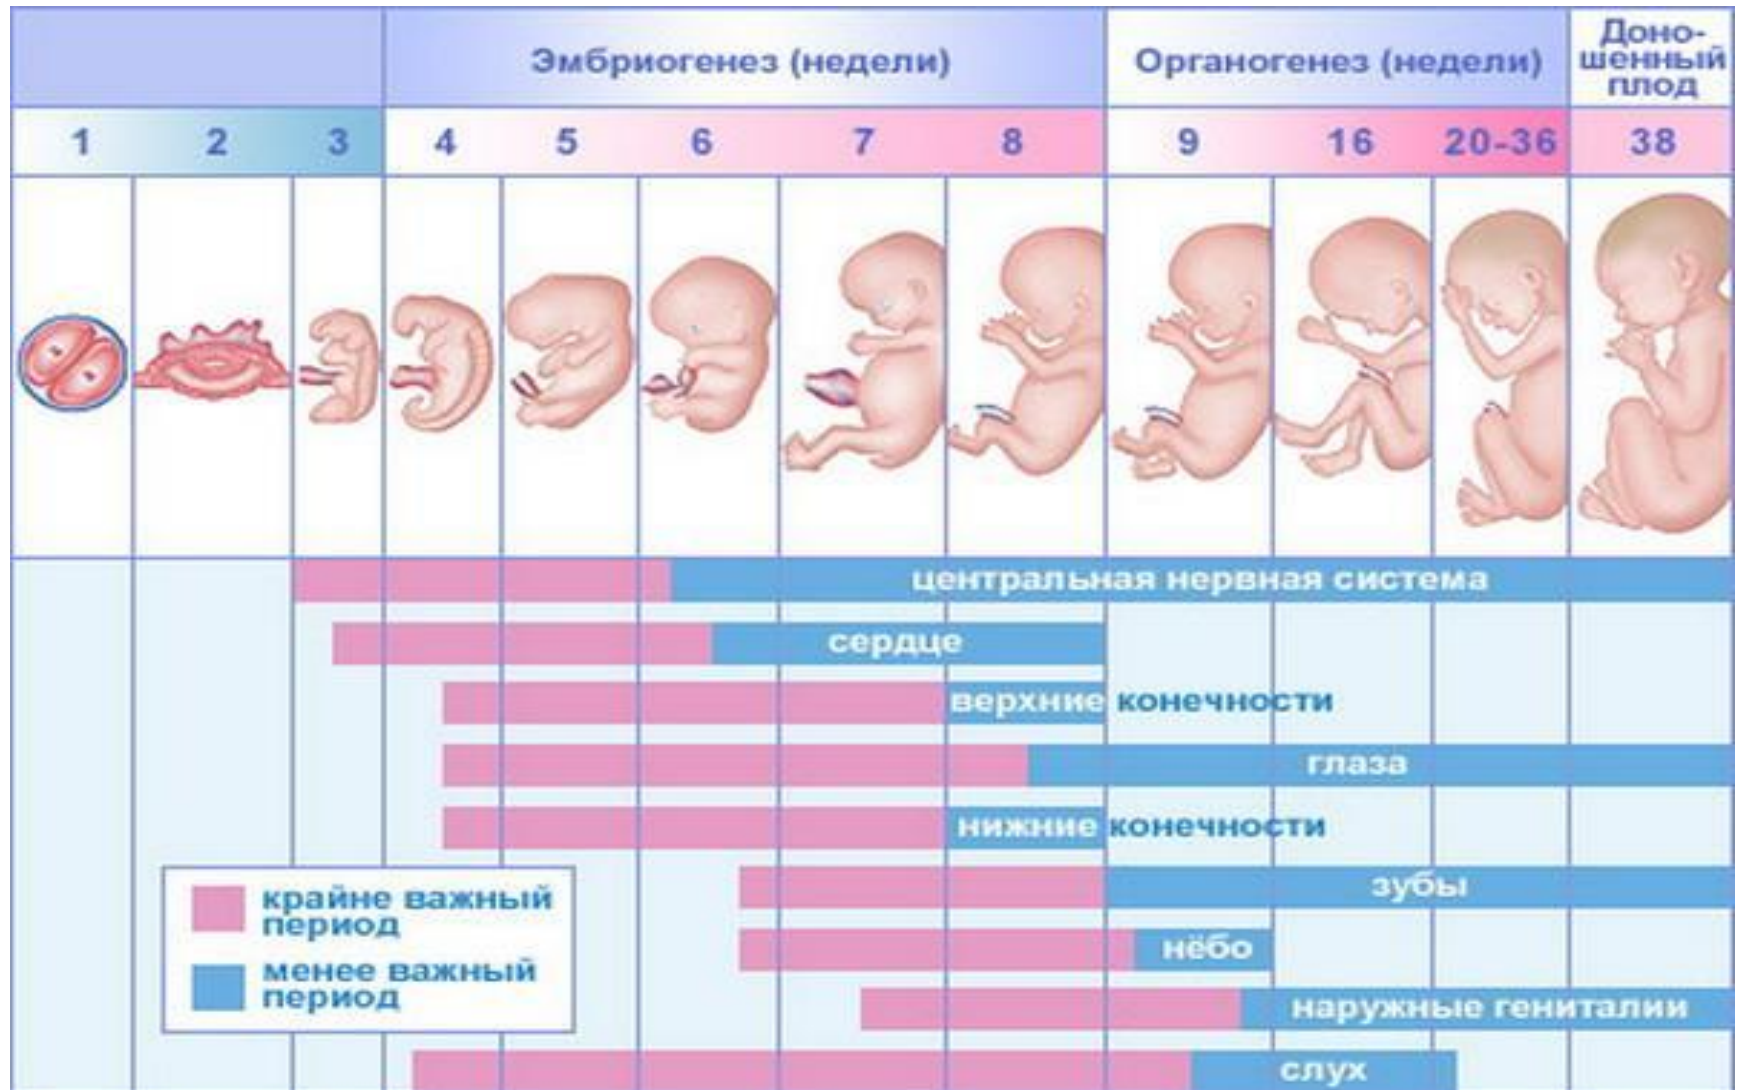 Эмбриогенез (недели)
Органогенез (недели)
Доно-
шенный
плод
1 2 3 4 5 6 7 8 9 16 20-36 38
центральная нервная система
сердце
верхние конечности
глаза
нижние конечности
зубы
нёбо
наружные гениталии
слух
крайне важный
период
менее важный
период